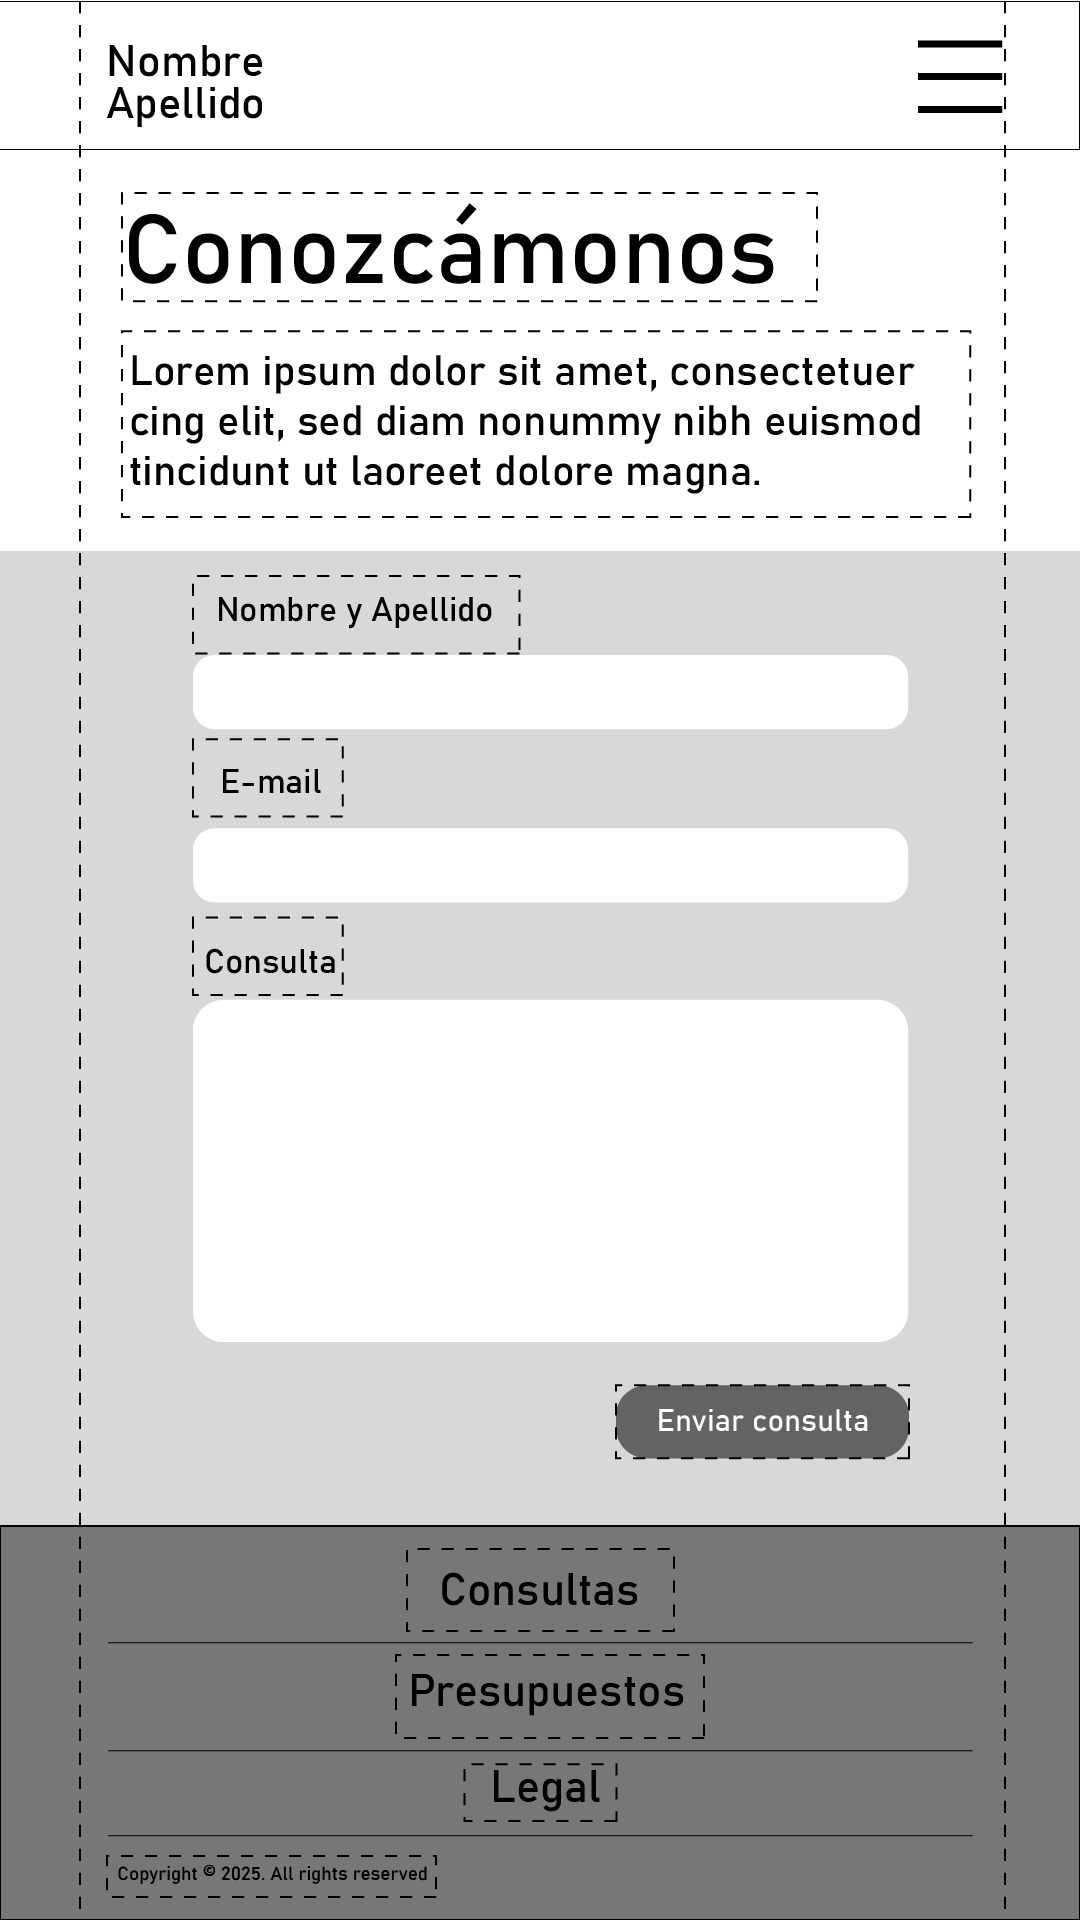 Nombre
Apellido
Conozcámonos
Lorem ipsum dolor sit amet, consectetuer
cing elit, sed diam nonummy nibh euismod
tincidunt ut laoreet dolore magna.
Nombre y Apellido
E-mail
Consulta
Enviar consulta
Consultas
Presupuestos
Legal
Copyright © 2025. All rights reserved